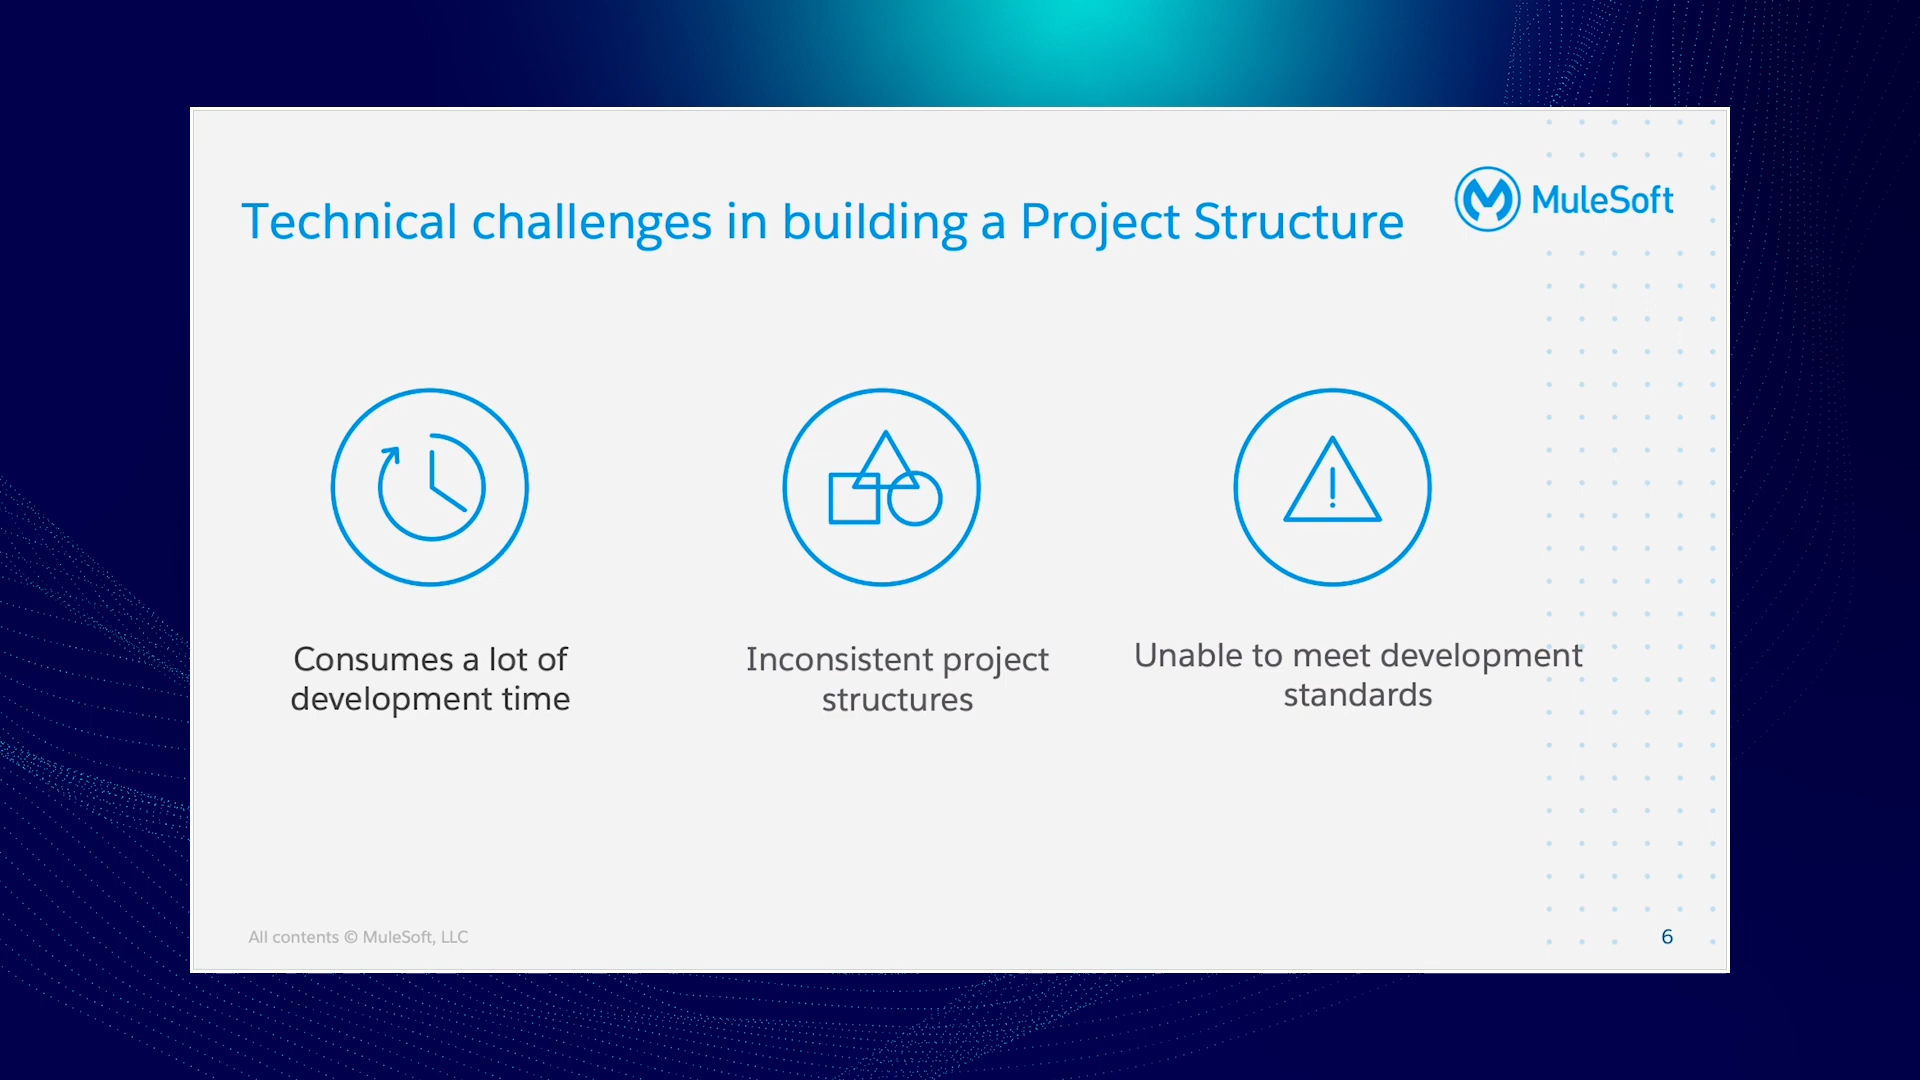 Technical challenges in building a Project Structure
MuleSoft
Consumes a lot of
development time
Inconsistent project
structures
Unable to meet development
standards
All contents © MuleSoft, LLC
6